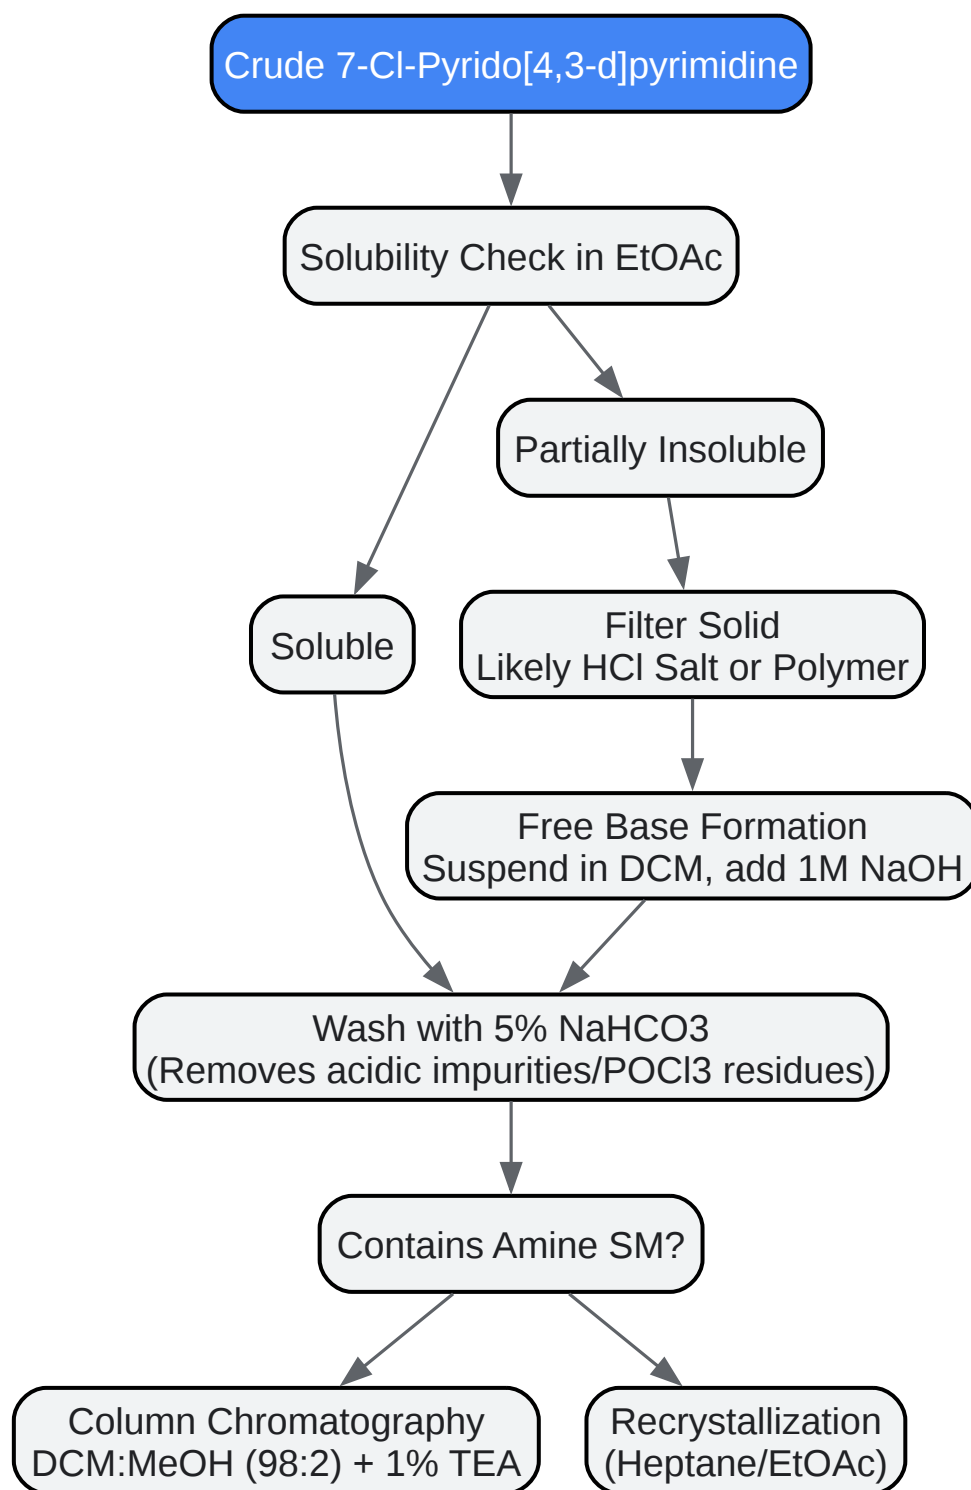 Crude 7-Cl-Pyrido[4,3-d]pyrimidine
Solubility Check in EtOAc
Partially Insoluble
Soluble
Filter Solid
Likely HCl Salt or Polymer
Free Base Formation
Suspend in DCM, add 1M NaOH
Wash with 5% NaHCO3
(Removes acidic impurities/POCl3 residues)
Contains Amine SM?
Column Chromatography
DCM:MeOH (98:2) + 1% TEA
Recrystallization
(Heptane/EtOAc)